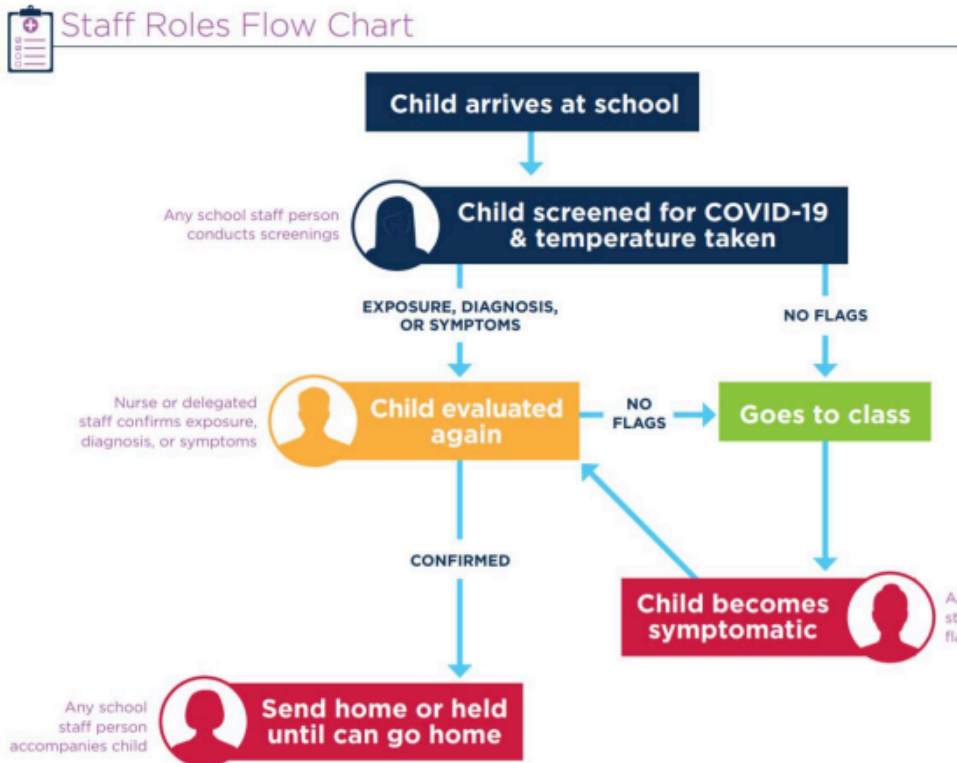 Staff Roles Flow Chart
Child arrives at school
Any school staff person
conducts screenings
Child screened for COVID-19
& temperature taken
EXPOSURE, DIAGNOSIS,
OR SYMPTOMS
NO FLAGS
Nurse or delegated
staff confirms exposure,
diagnosis, or symptoms
Child evaluated
again
NO
FLAGS
Goes to class
CONFIRMED
Child becomes
symptomatic
Any school
staff person
accompanies child
Send home or held
until can go home